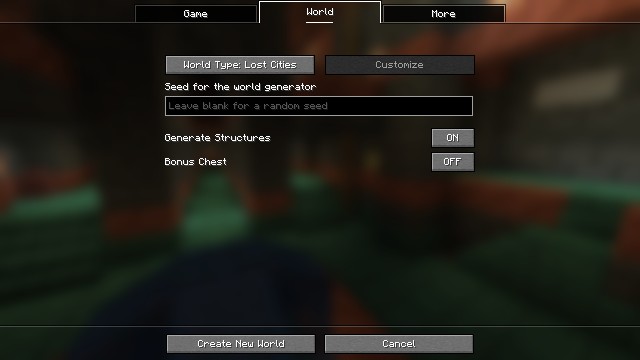 Game
World
More
World Type: Lost Cities
Customize
Seed for the world generator
Leave blank for a random seed
Generate Structures
ON
Bonus Chest
OFF
Create New World
Cancel